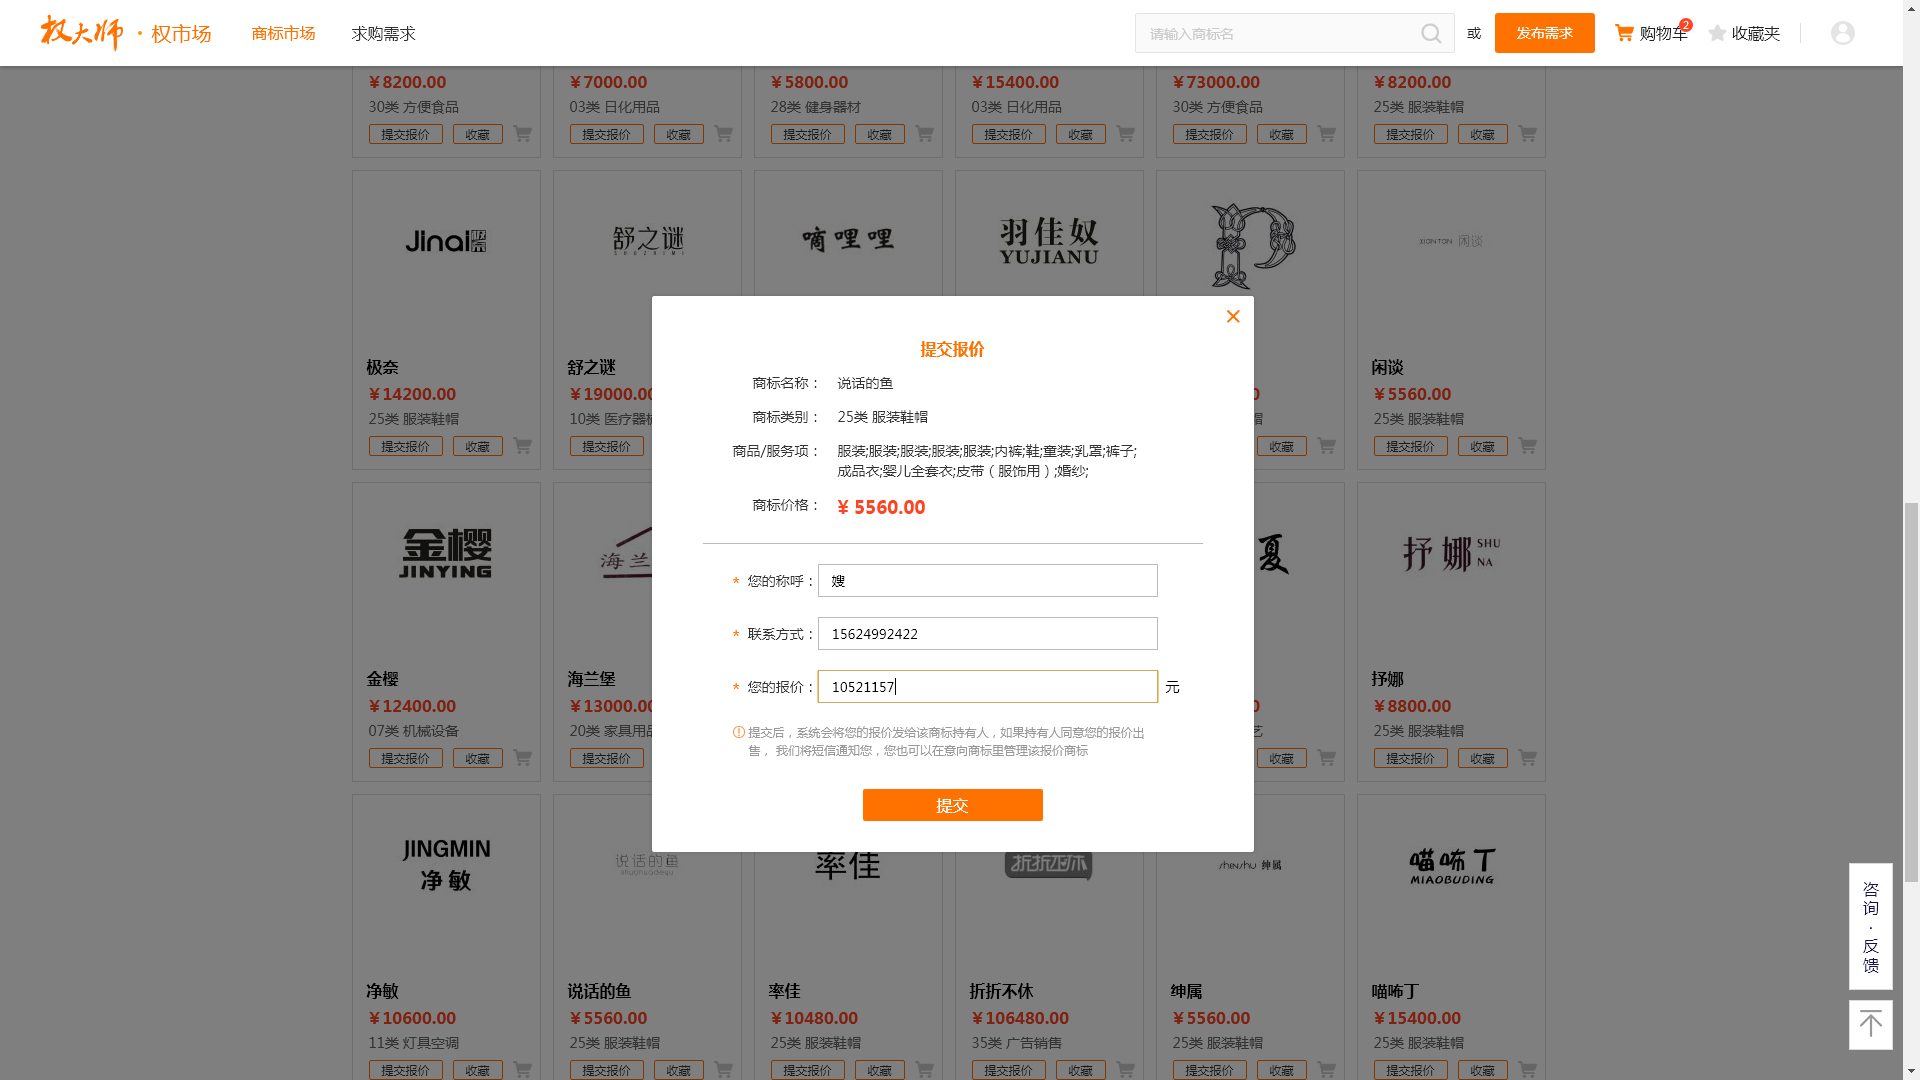 权大师 · 权市场 商标市场 求购需求 请输入商标名 或 发布需求 购物车 2 收藏夹
￥8200.00 ￥7000.00 ￥5800.00 ￥15400.00 ￥73000.00 ￥8200.00
30类 方便食品 03类 日化用品 28类 健身器材 03类 日化用品 30类 方便食品 25类 服装鞋帽
提交报价 收藏 提交报价 收藏 提交报价 收藏 提交报价 收藏 提交报价 收藏 提交报价 收藏
Jinai极奈 舒之谜 嘀哩哩 羽佳奴 P XIANTAN 闲谈
SHUZHIMI YUJIANU
提交报价
商标名称： 说话的鱼
商标类别： 25类 服装鞋帽
商品/服务项： 服装;服装;服装;服装;服装;内裤;鞋;童装;乳罩;裤子;
成品衣;婴儿全套衣;皮带（服饰用）;婚纱;
商标价格： ¥ 5560.00
* 您的称呼： 嫂
* 联系方式： 15624992422
* 您的报价： 10521157 元
提交后，系统会将您的报价发给该商标持有人，如果持有人同意您的报价出
售， 我们将短信通知您，您也可以在意向商标里管理该报价商标
提交
极奈 舒之谜 闲谈
￥14200.00 ￥19000.00 ￥5560.00
25类 服装鞋帽 10类 医疗器 25类 服装鞋帽
提交报价 收藏 提交报价 收藏 提交报价 收藏
金樱 海兰 夏 抒娜 SHU
JINYING NA
金樱 海兰堡 抒娜
￥12400.00 ￥13000.00 ￥8800.00
07类 机械设备 20类 家具用品 艺 25类 服装鞋帽
提交报价 收藏 提交报价 收藏 提交报价 收藏
JINGMIN 说话的鱼 率佳 折折不休 shenshu 绅属 喵咘丁
净敏 shuohuadeyu MIAOBUDING
净敏 说话的鱼 率佳 折折不休 绅属 喵咘丁
￥10600.00 ￥5560.00 ￥10480.00 ￥106480.00 ￥5560.00 ￥15400.00
11类 灯具空调 25类 服装鞋帽 25类 服装鞋帽 35类 广告销售 25类 服装鞋帽 25类 服装鞋帽
提交报价 收藏 提交报价 收藏 提交报价 收藏 提交报价 收藏 提交报价 收藏 提交报价 收藏
咨询·反馈